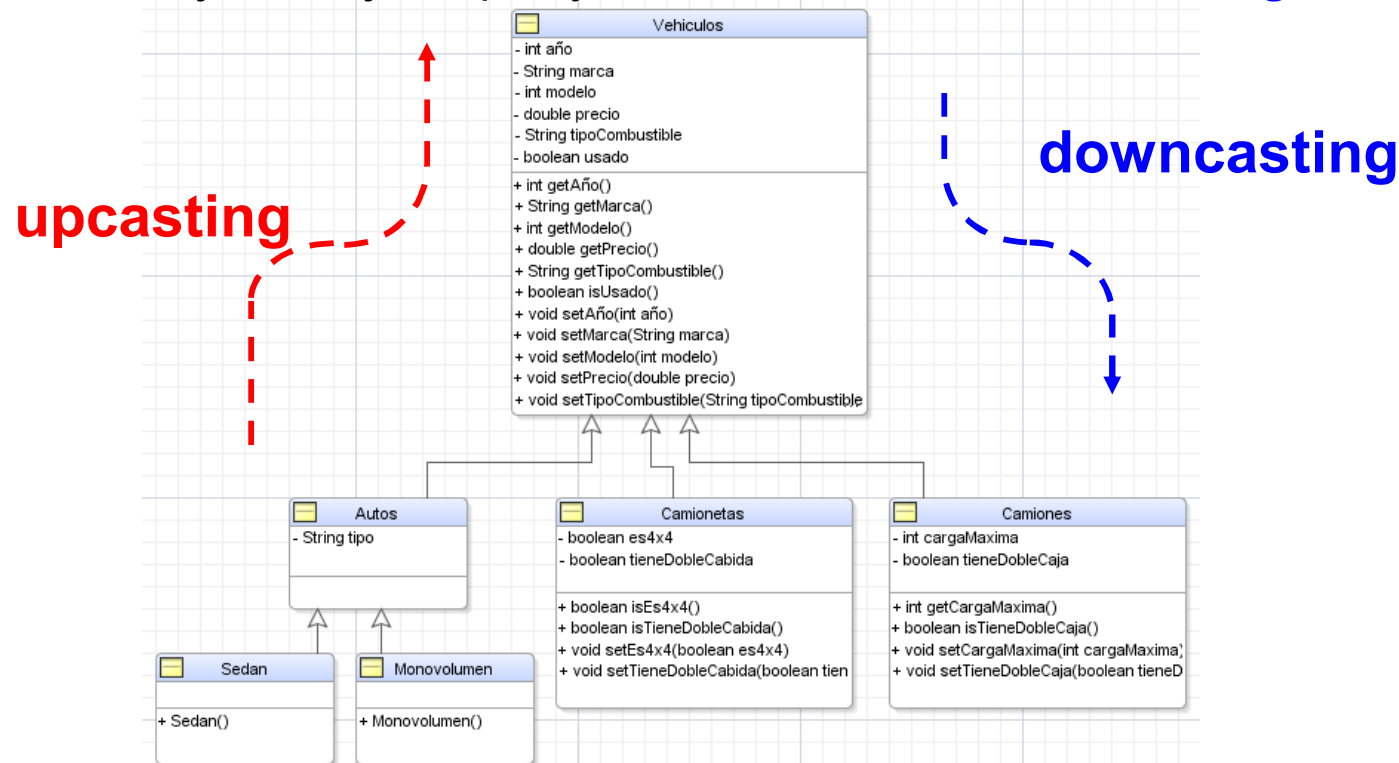 Vehiculos
- int año
- String marca
- int modelo
- double precio
- String tipoCombustible
- boolean usado
+ int getAño()
+ String getMarca()
+ int getModelo()
+ double getPrecio()
+ String getTipoCombustible()
+ boolean isUsado()
+ void setAño(int año)
+ void setMarca(String marca)
+ void setModelo(int modelo)
+ void setPrecio(double precio)
+ void setTipoCombustible(String tipoCombustible
upcasting
downcasting
Autos
- String tipo
Camionetas
- boolean es4x4
- boolean tieneDobleCabida
+ boolean isEs4x4()
+ boolean isTieneDobleCabida()
+ void setEs4x4(boolean es4x4)
+ void setTieneDobleCabida(boolean tien
Camiones
- int cargaMaxima
- boolean tieneDobleCaja
+ int getCargaMaxima()
+ boolean isTieneDobleCaja()
+ void setCargaMaxima(int cargaMaxima)
+ void setTieneDobleCaja(boolean tieneD
Sedan
+ Sedan()
Monovolumen
+ Monovolumen()